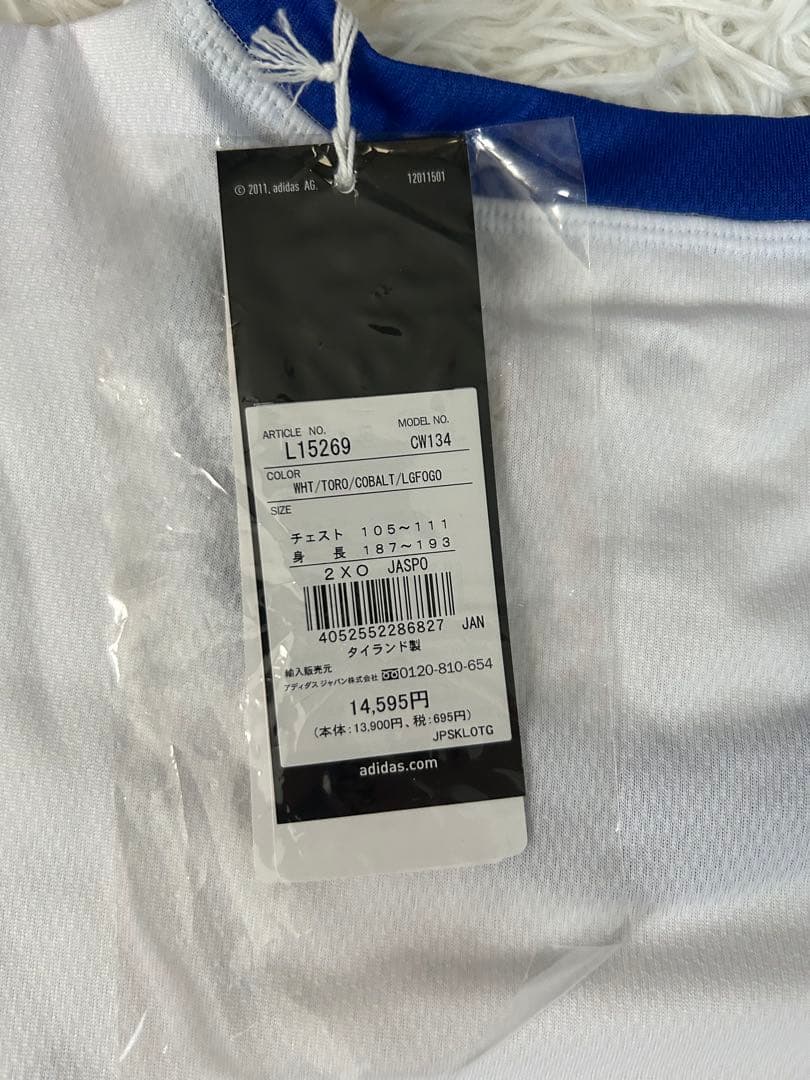 © 2011, adidas AG.
12011501
ARTICLE NO.
MODEL NO.
L15269
CW134
COLOR
WHT/TORO/COBALT/LGFOGO
SIZE
チェスト 105〜111
身 長 187〜193
2XO JASPO
4052552286827 JAN
タイランド製
輸入販売元
アディダス ジャパン株式会社 0120-810-654
14,595円
(本体:13,900円、税:695円)
JPSKLOTG
adidas.com